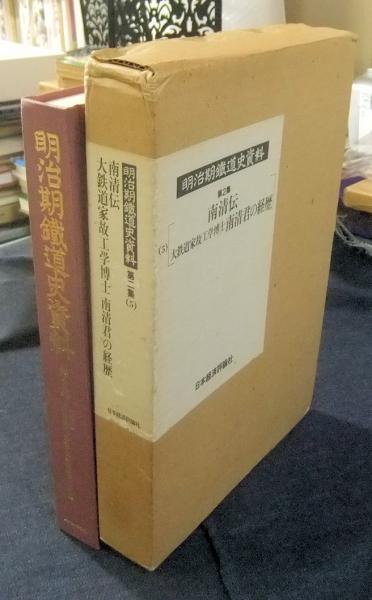 明治期鐵道史資料
明治期鐵道史資料 第二集(5)
南清伝
大鉄道家故工学博士 南清君の経歴
日本経済評論社
明治期鐵道史資料
第2集
南清伝
(5)
大鉄道家故工学博士南清君の経歴
日本経済評論社